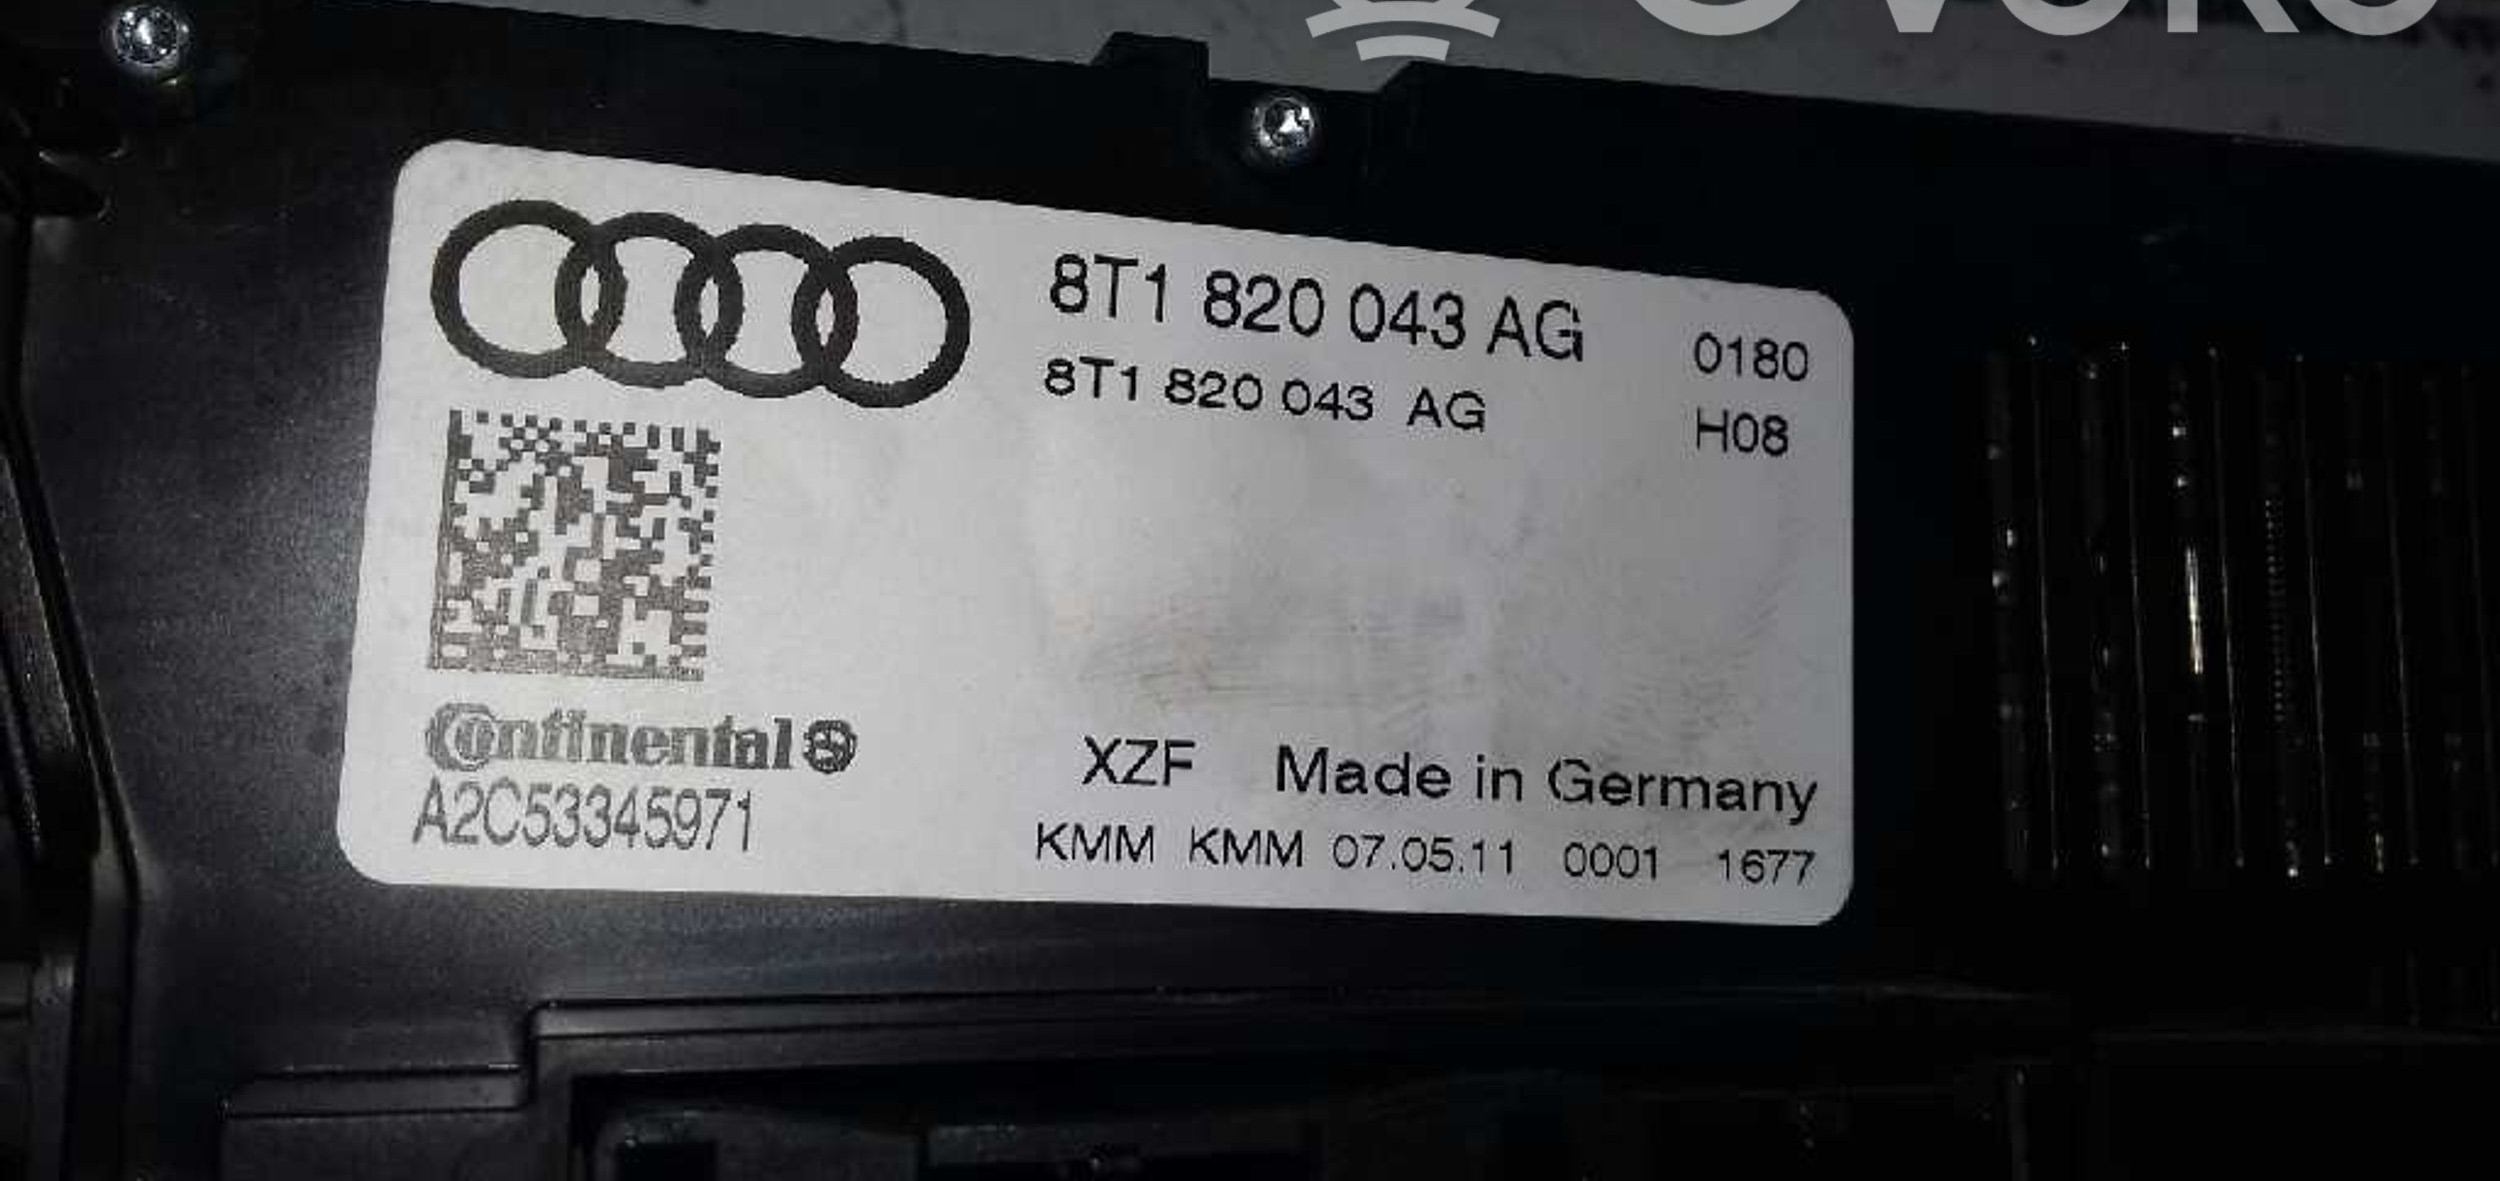 8T1 820 043 AG 0180
8T1 820 043 AG H08
Continental
A2C53345971
XZF Made in Germany
KMM KMM 07.05.11 0001 1677